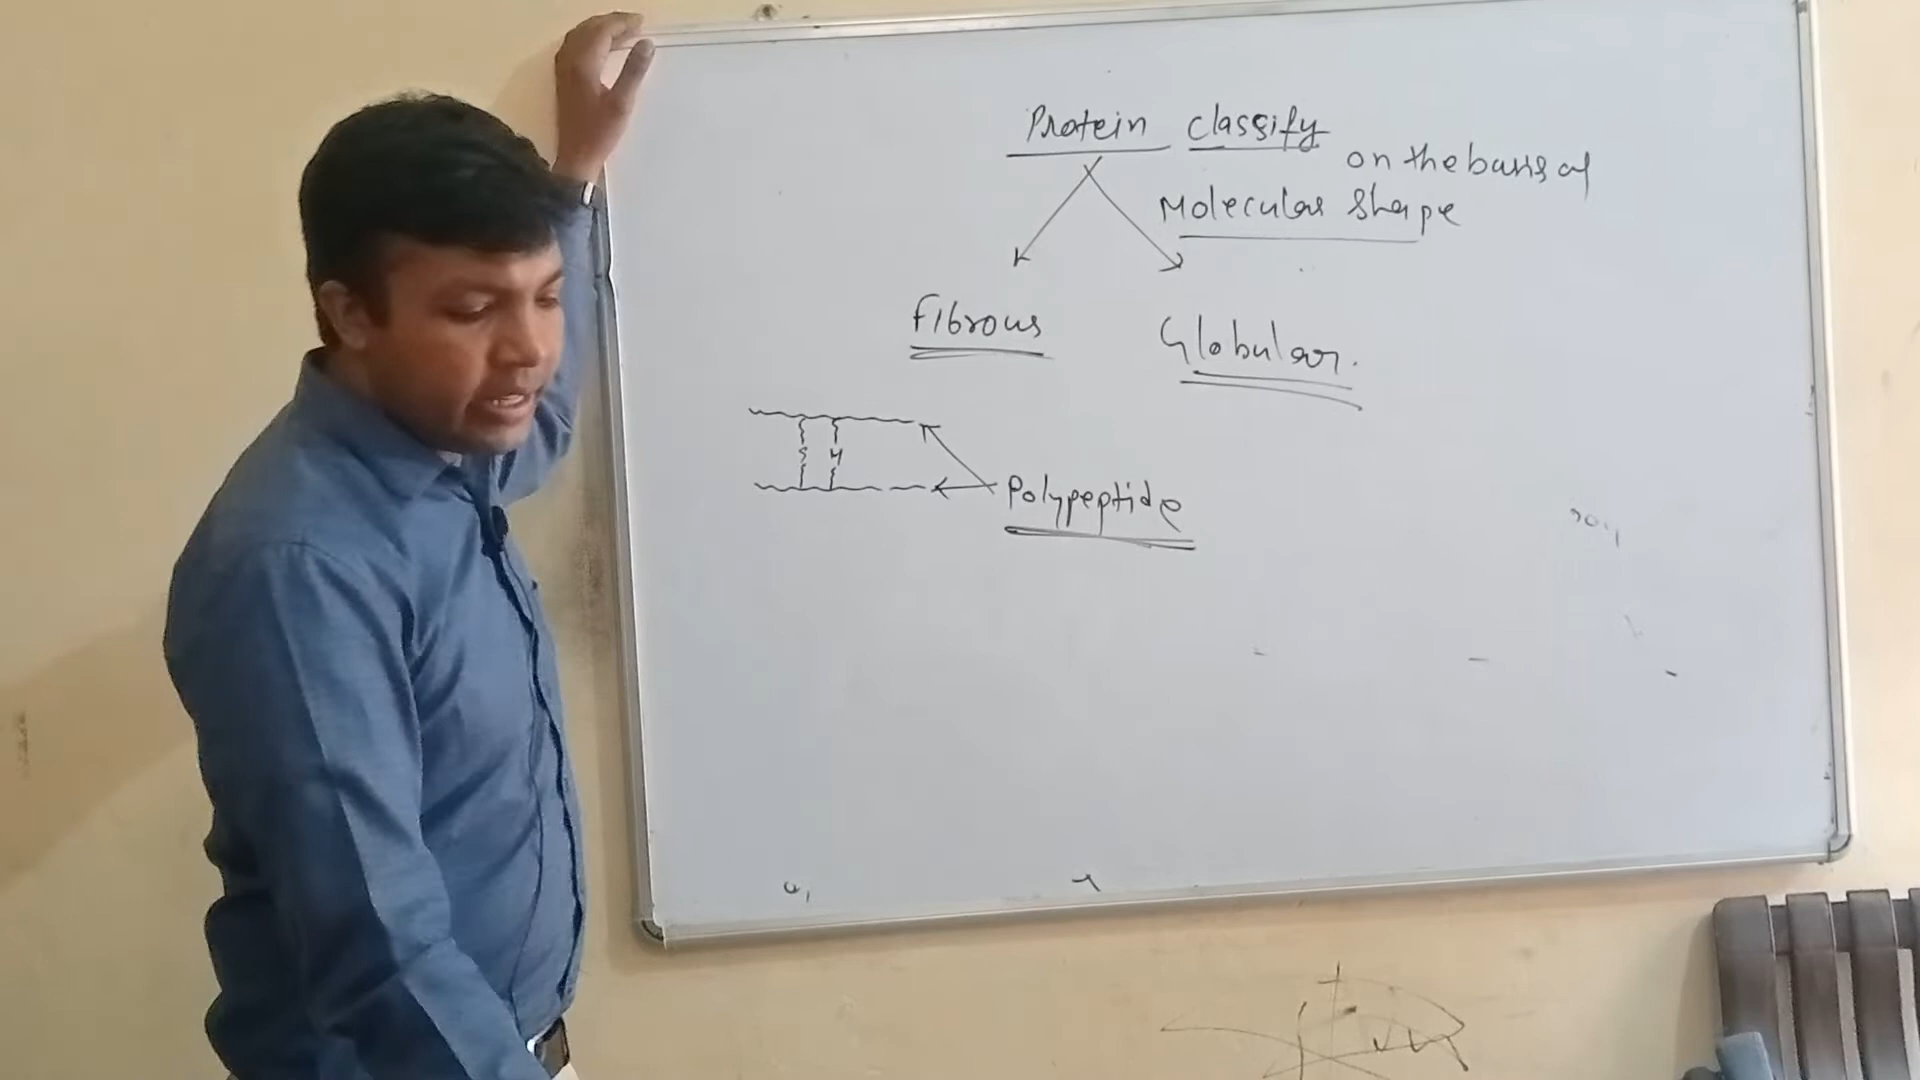 Protein classify
on the basis of
Molecular Shape
Fibrous
Globular.
S H
Polypeptide